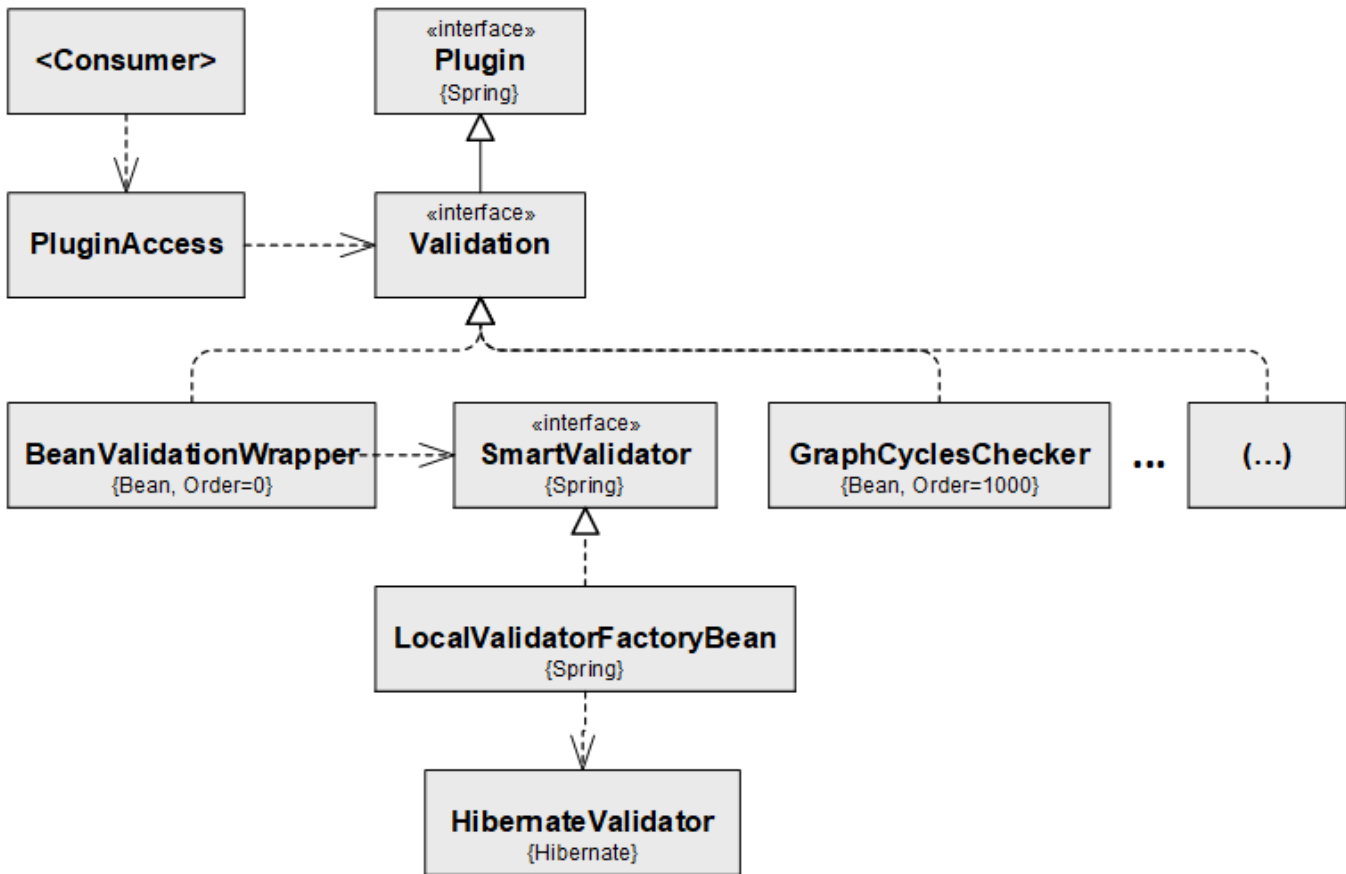 <Consumer>
«interface»
Plugin
{Spring}
PluginAccess
«interface»
Validation
BeanValidationWrapper
{Bean, Order=0}
«interface»
SmartValidator
{Spring}
GraphCyclesChecker
{Bean, Order=1000}
...
(...)
LocalValidatorFactoryBean
{Spring}
HibernateValidator
{Hibernate}